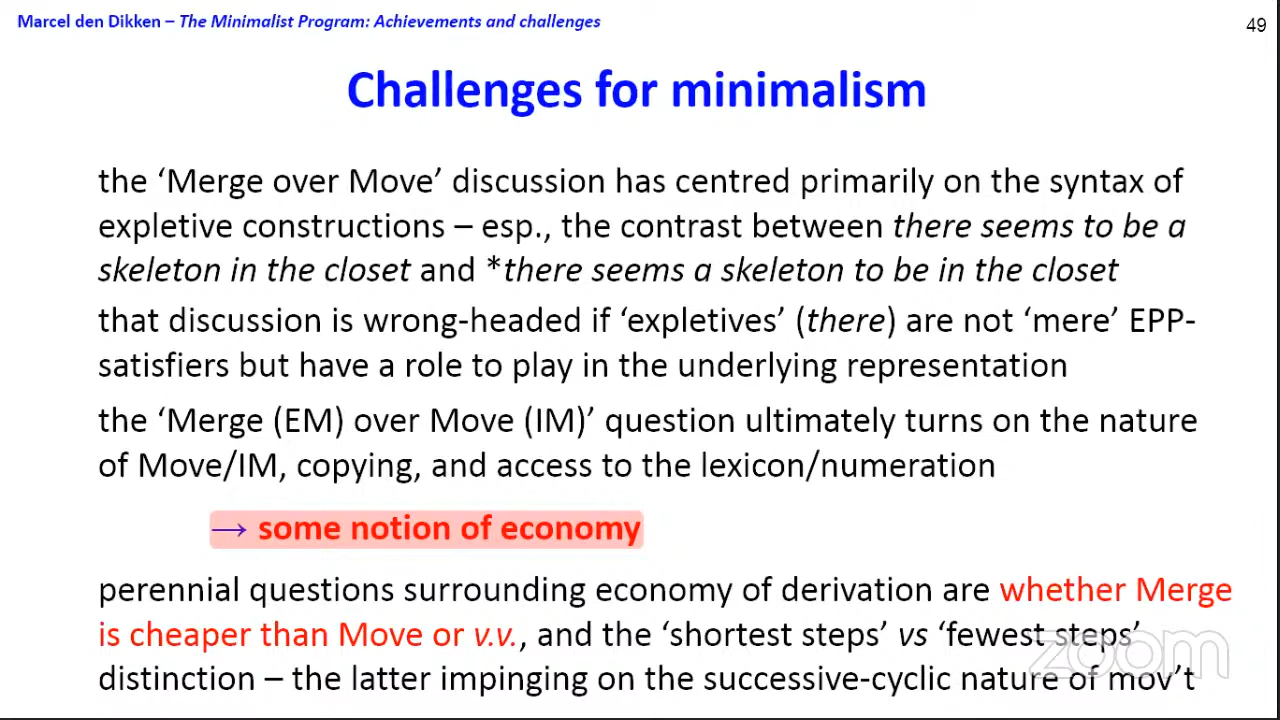 Marcel den Dikken – The Minimalist Program: Achievements and challenges
49
Challenges for minimalism
the ‘Merge over Move’ discussion has centred primarily on the syntax of
expletive constructions – esp., the contrast between there seems to be a
skeleton in the closet and *there seems a skeleton to be in the closet
that discussion is wrong-headed if ‘expletives’ (there) are not ‘mere’ EPP-
satisfiers but have a role to play in the underlying representation
the ‘Merge (EM) over Move (IM)’ question ultimately turns on the nature
of Move/IM, copying, and access to the lexicon/numeration
→ some notion of economy
perennial questions surrounding economy of derivation are whether Merge
is cheaper than Move or v.v., and the ‘shortest steps’ vs ‘fewest steps’
distinction – the latter impinging on the successive-cyclic nature of mov’t
zoom